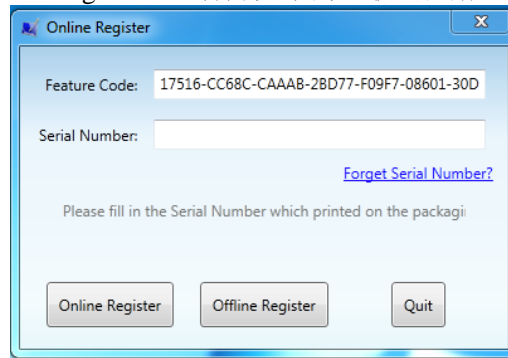 Online Register
Feature Code: 17516-CC68C-CAAAB-2BD77-F09F7-08601-30D
Serial Number:
Forget Serial Number?
Please fill in the Serial Number which printed on the packagi
Online Register Offline Register Quit